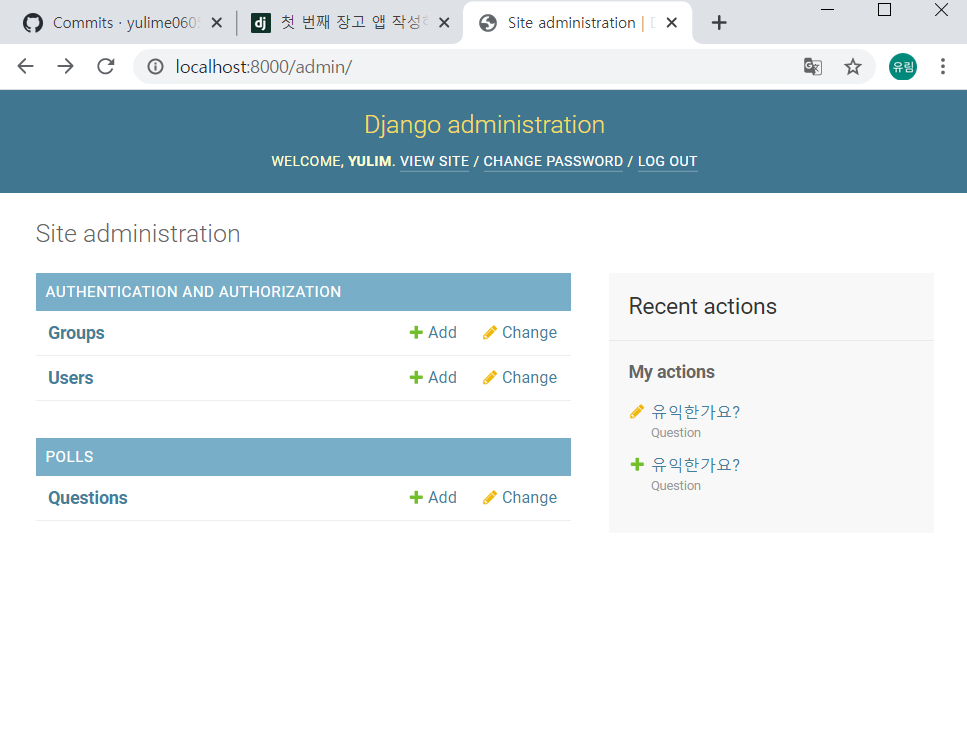 Commits · yulime060
첫 번째 장고 앱 작성
Site administration |
localhost:8000/admin/
유림
Django administration
WELCOME, YULIM. VIEW SITE / CHANGE PASSWORD / LOG OUT
Site administration
AUTHENTICATION AND AUTHORIZATION
Groups Add Change
Users Add Change
POLLS
Questions Add Change
Recent actions
My actions
유익한가요?
Question
유익한가요?
Question